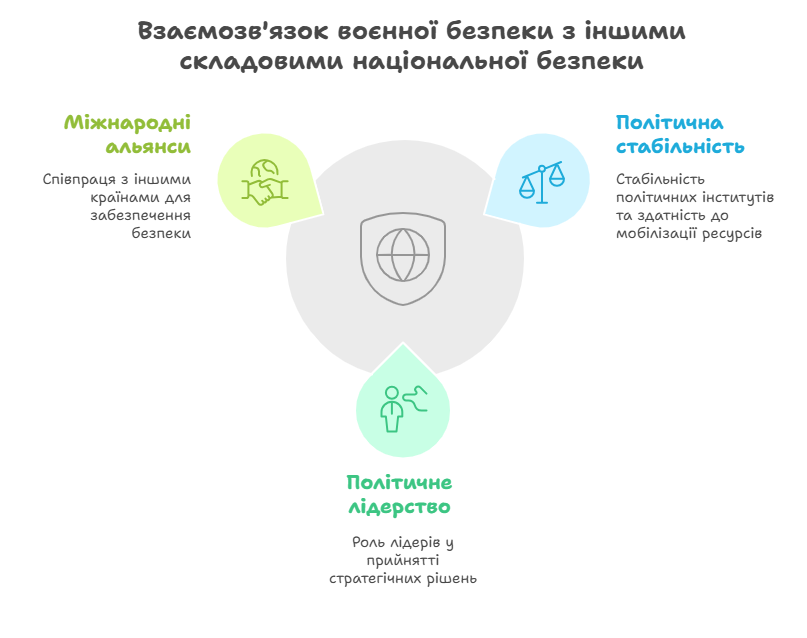 Взаємозв'язок воєнної безпеки з іншими
складовими національної безпеки
Міжнародні
альянси
Співпраця з іншими
країнами для
забезпечення
безпеки
Політична
стабільність
Стабільність
політичних інститутів
та здатність до
мобілізації ресурсів
Політичне
лідерство
Роль лідерів у
прийнятті
стратегічних рішень